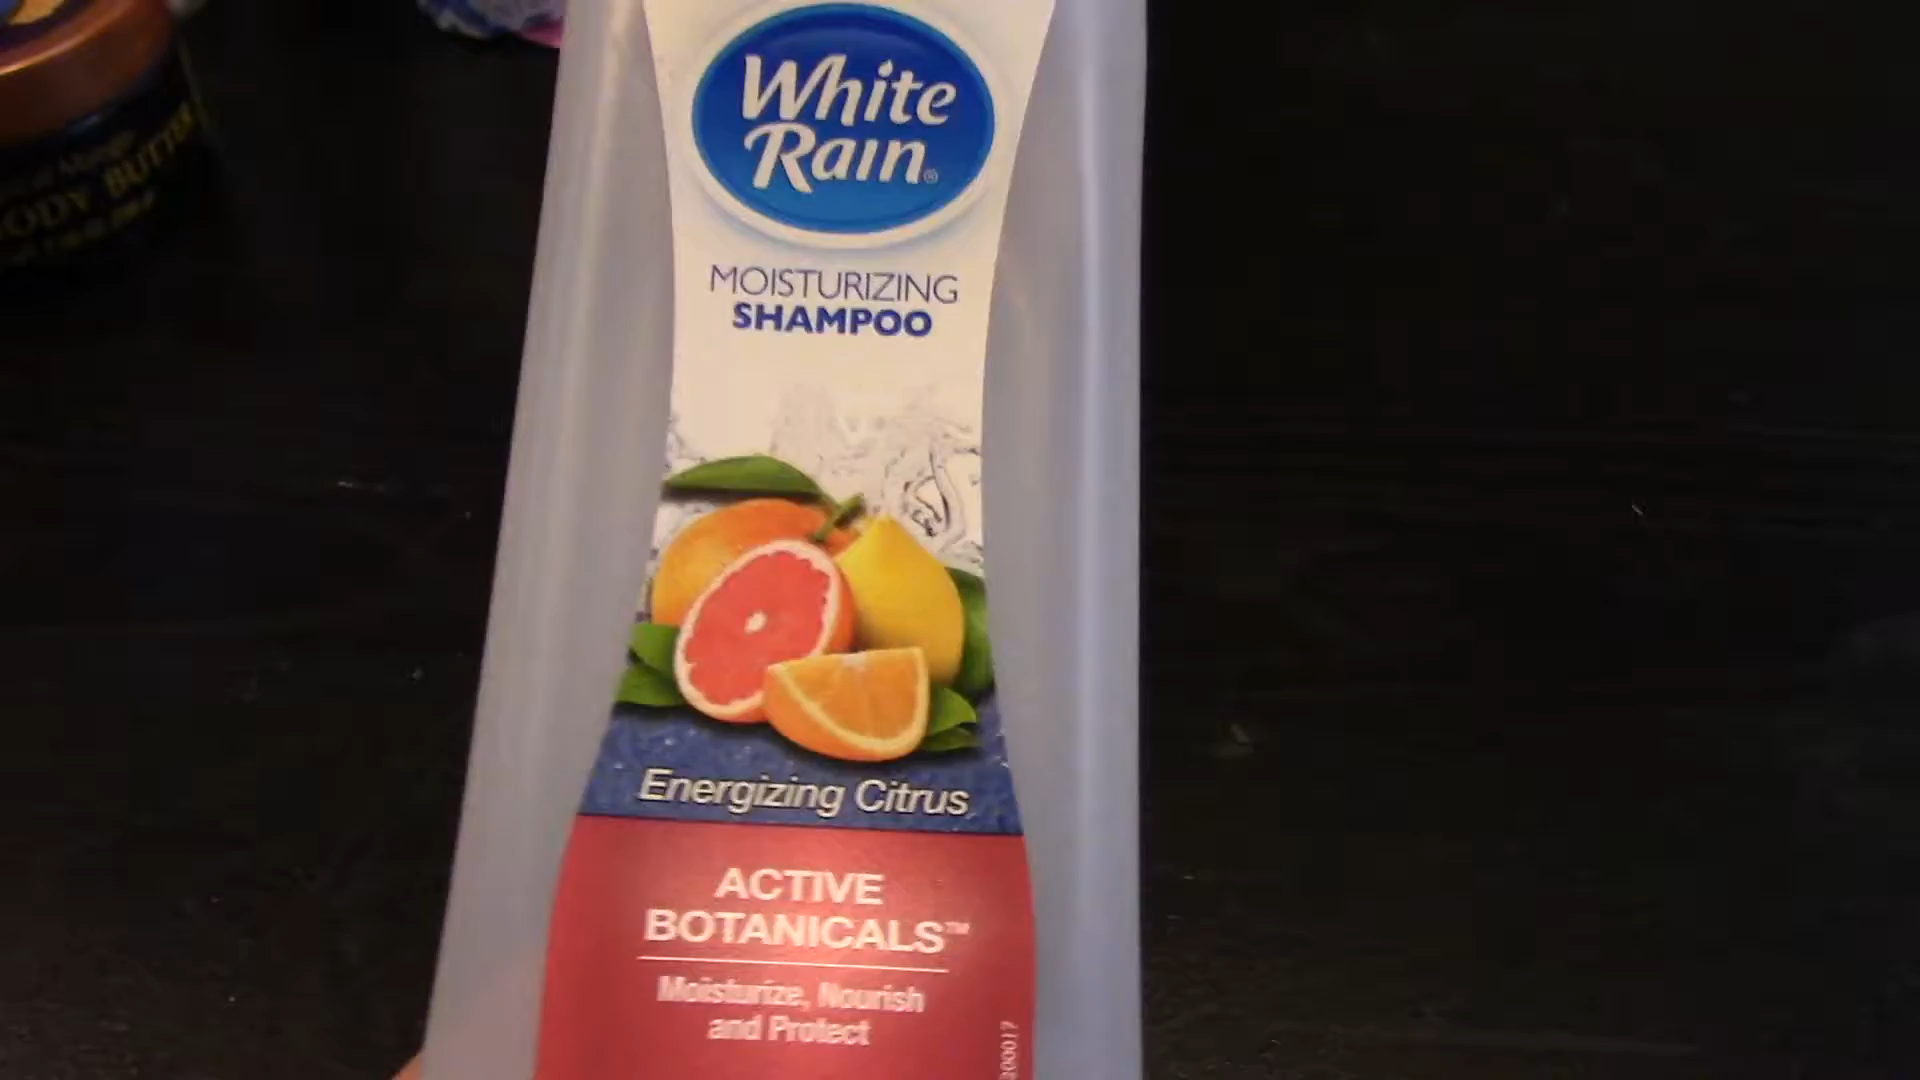 White
Rain®
MOISTURIZING
SHAMPOO
Energizing Citrus
ACTIVE
BOTANICALS™
Moisturize, Nourish
and Protect
BODY BUTTER